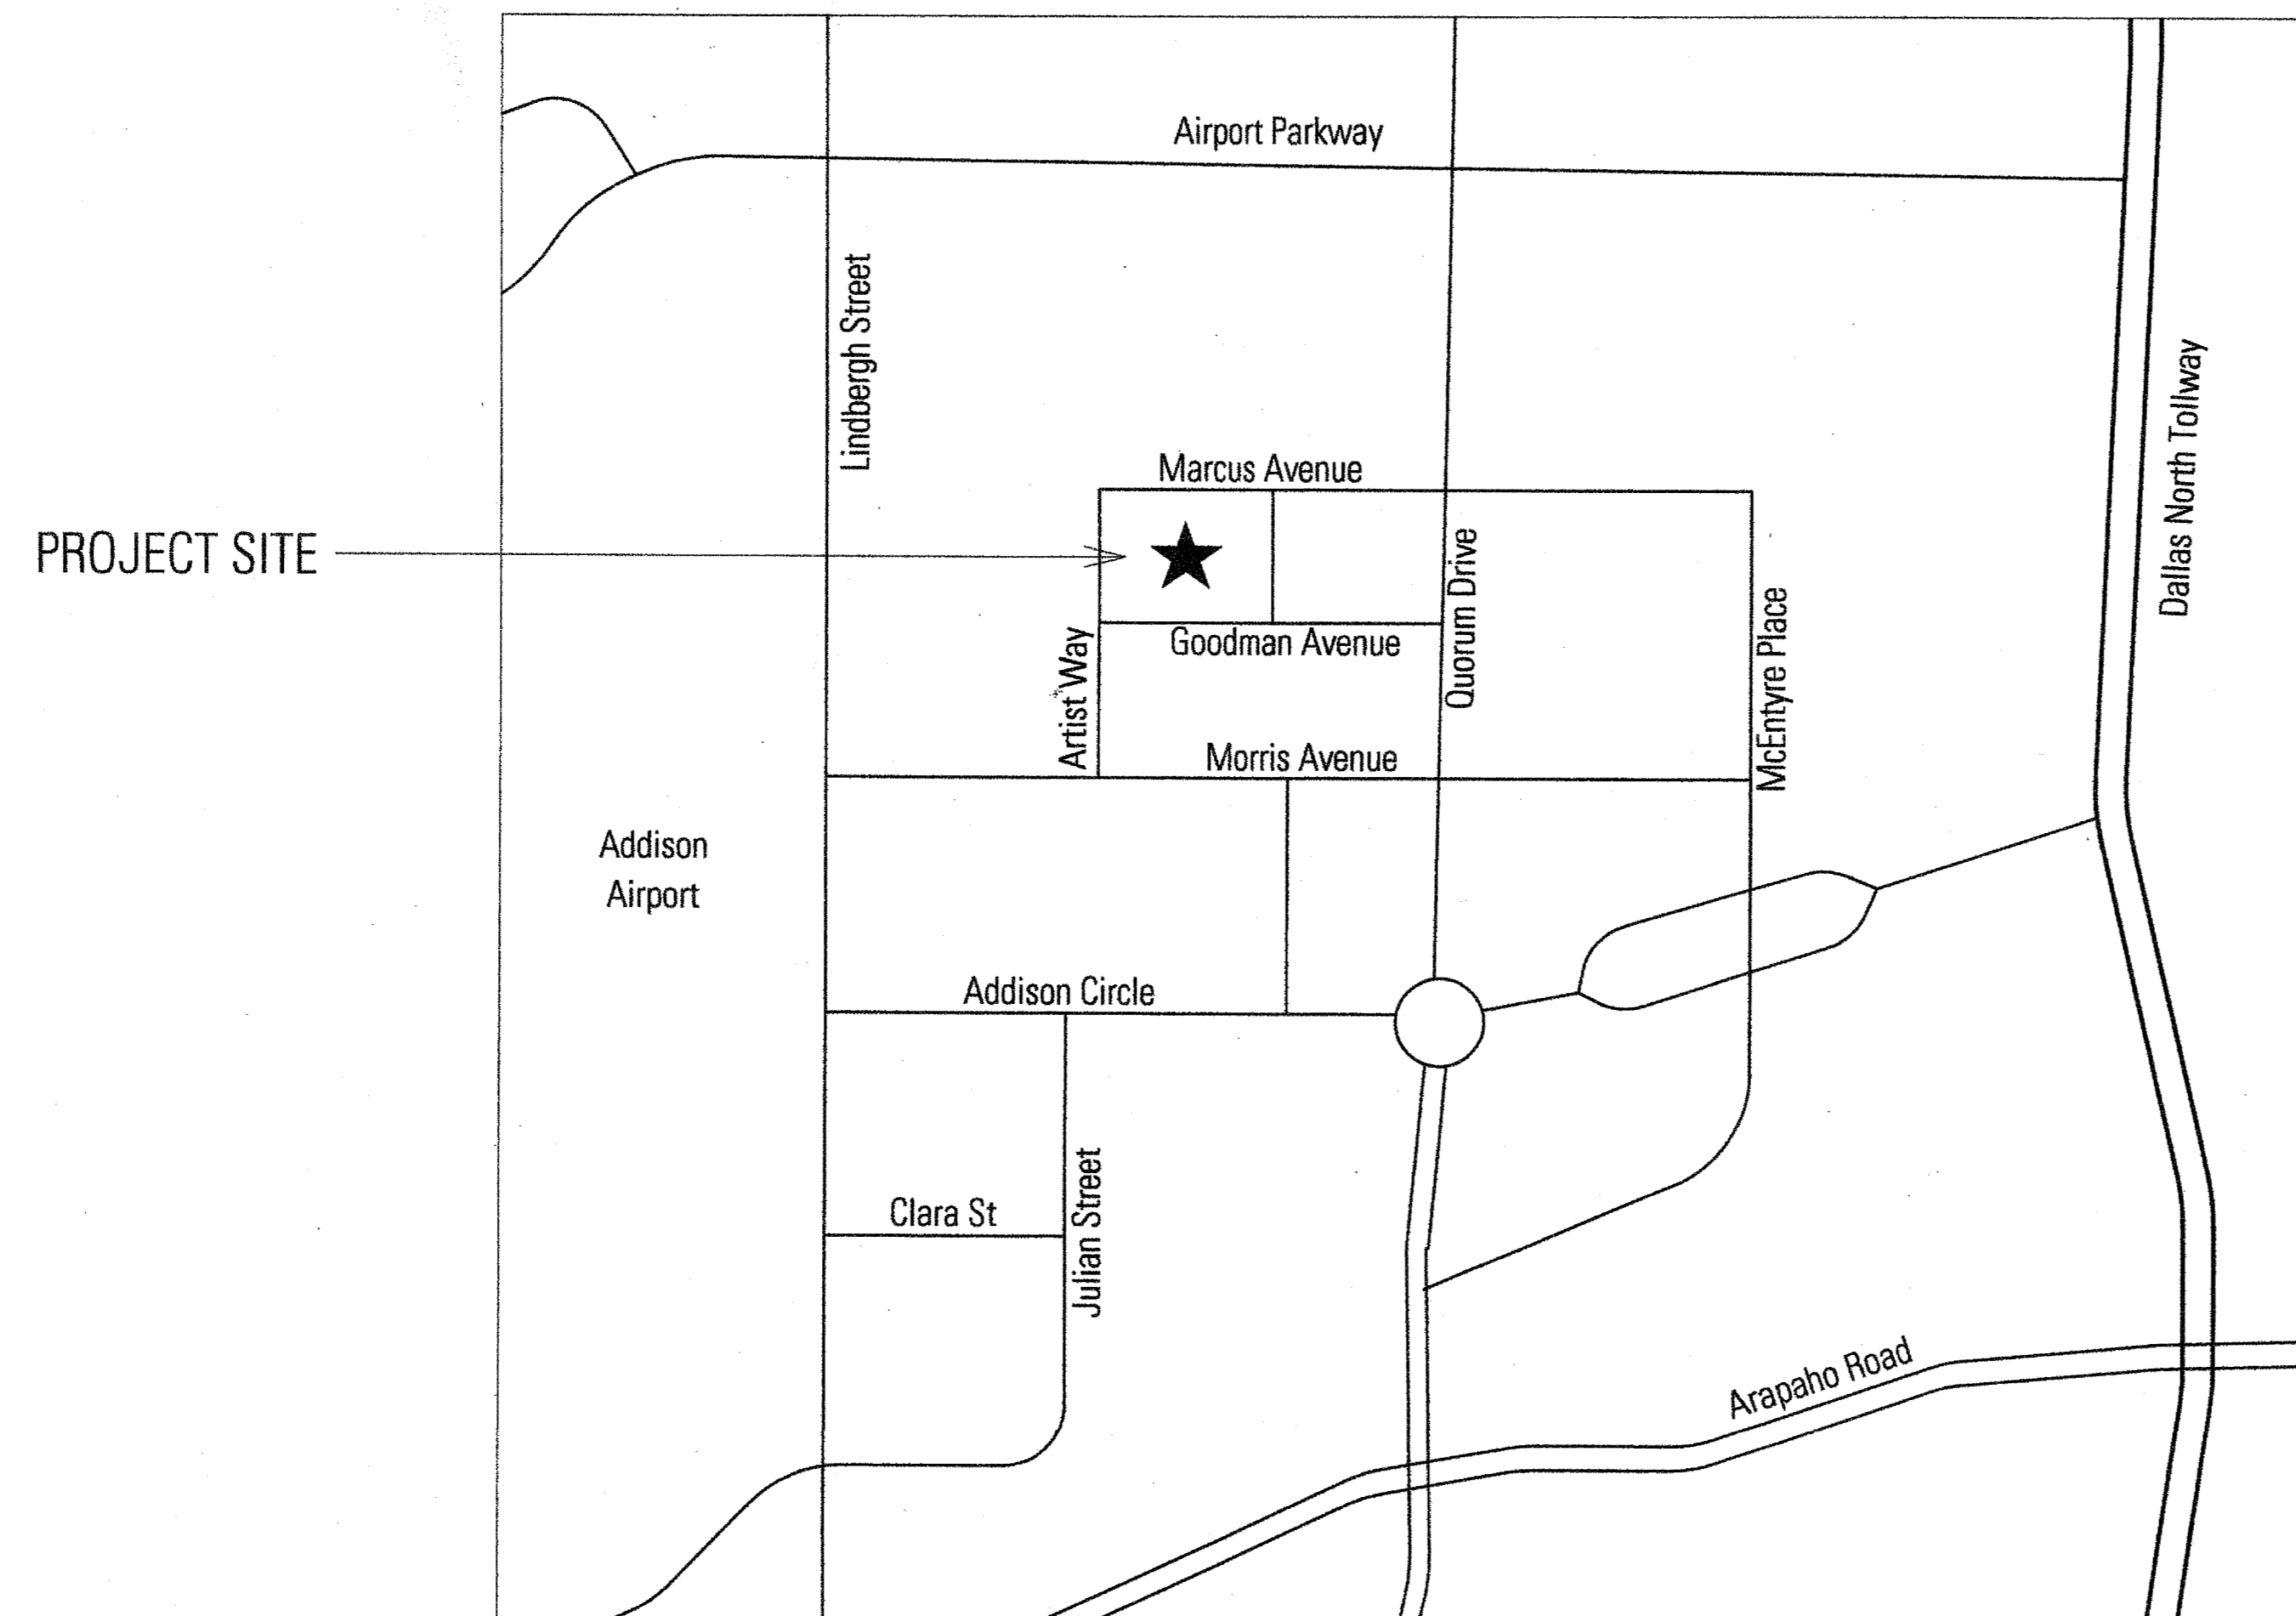 Airport Parkway
Lindbergh Street
Dallas North Tollway
Marcus Avenue
PROJECT SITE
Quorum Drive
McEntyre Place
Goodman Avenue
Artist Way
Morris Avenue
Addison
Airport
Addison Circle
Clara St
Julian Street
Arapaho Road